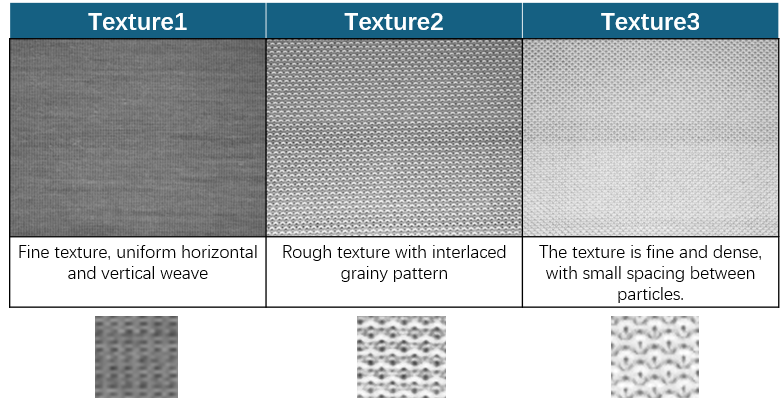 Texture1
Texture2
Texture3
Fine texture, uniform horizontal
and vertical weave
Rough texture with interlaced
grainy pattern
The texture is fine and dense,
with small spacing between
particles.